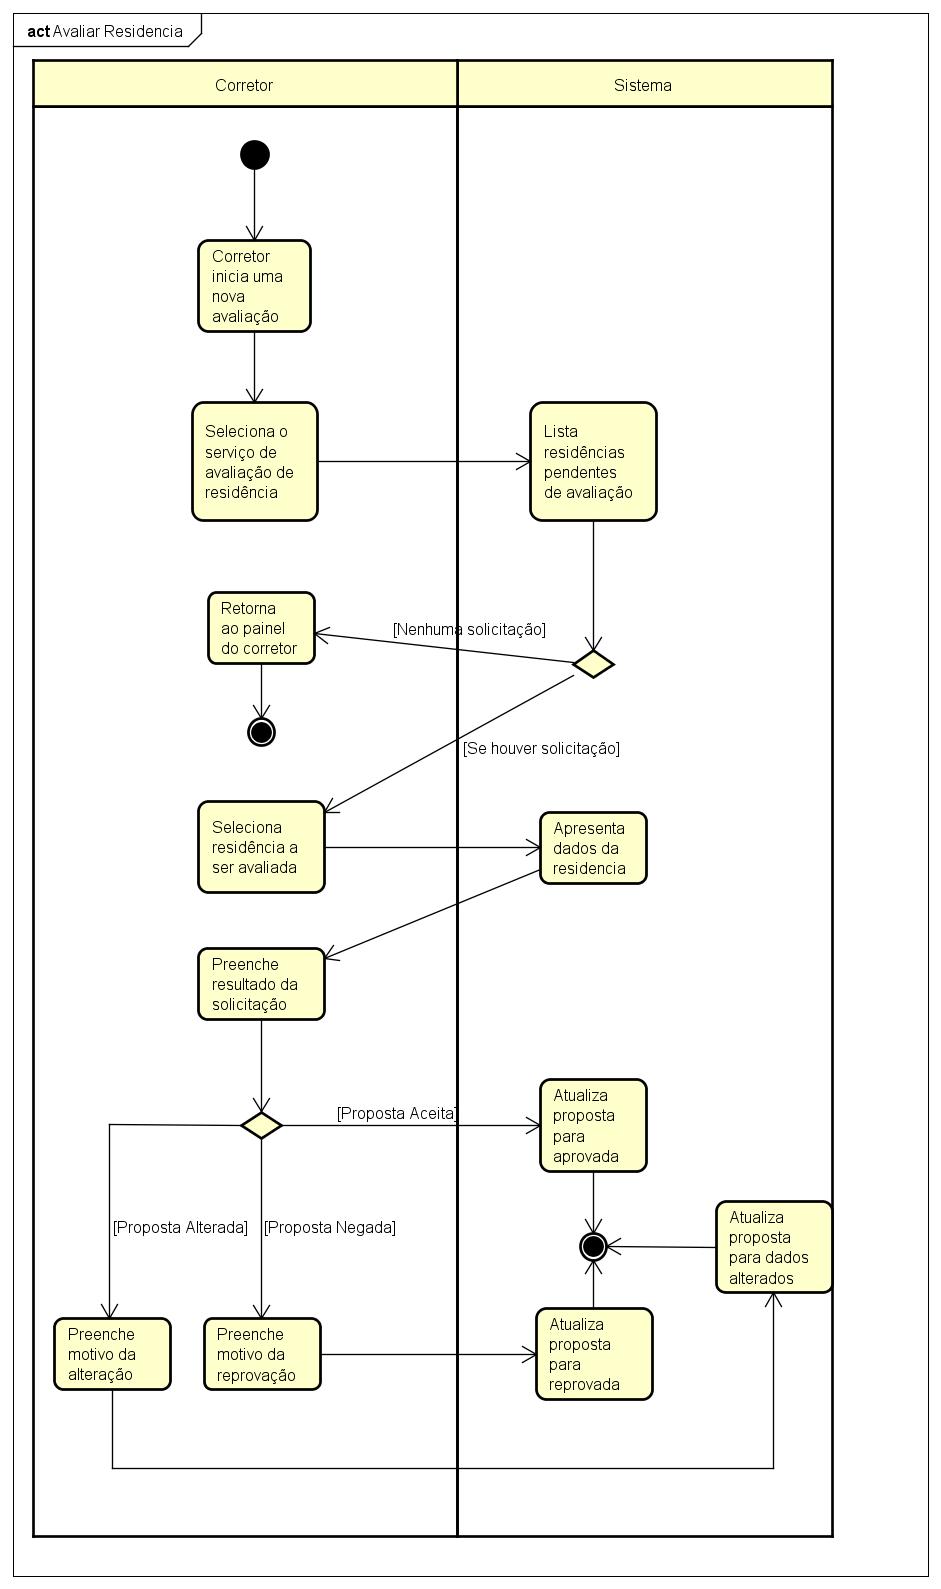 act Avaliar Residencia
Corretor
Sistema
Corretor
inicia uma
nova
avaliação
Seleciona o
serviço de
avaliação de
residência
Lista
residências
pendentes
de avaliação
Retorna
ao painel
do corretor
[Nenhuma solicitação]
[Se houver solicitação]
Seleciona
residência a
ser avaliada
Apresenta
dados da
residencia
Preenche
resultado da
solicitação
[Proposta Aceita]
Atualiza
proposta
para
aprovada
[Proposta Alterada]
[Proposta Negada]
Atualiza
proposta
para dados
alterados
Preenche
motivo da
alteração
Preenche
motivo da
reprovação
Atualiza
proposta
para
reprovada